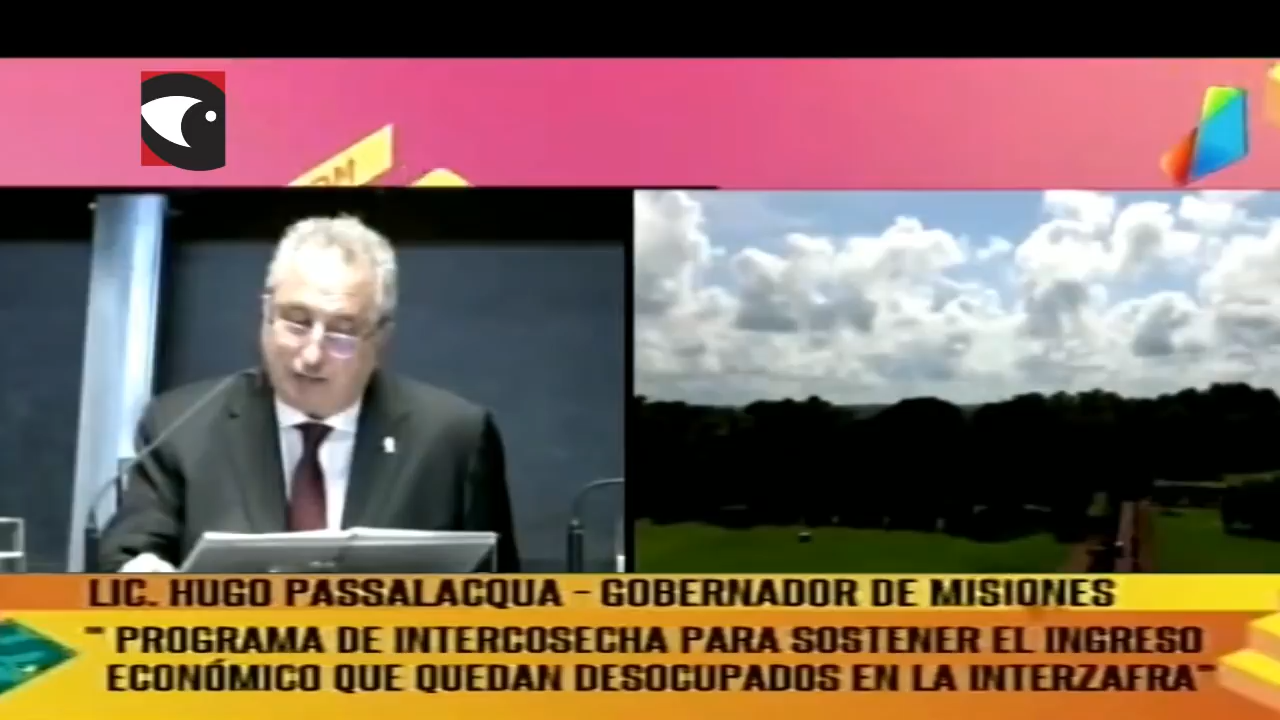 LIC. HUGO PASSALACQUA - GOBERNADOR DE MISIONES
" PROGRAMA DE INTERCOSECHA PARA SOSTENER EL INGRESO
ECONÓMICO QUE QUEDAN DESOCUPADOS EN LA INTERZAFRA"